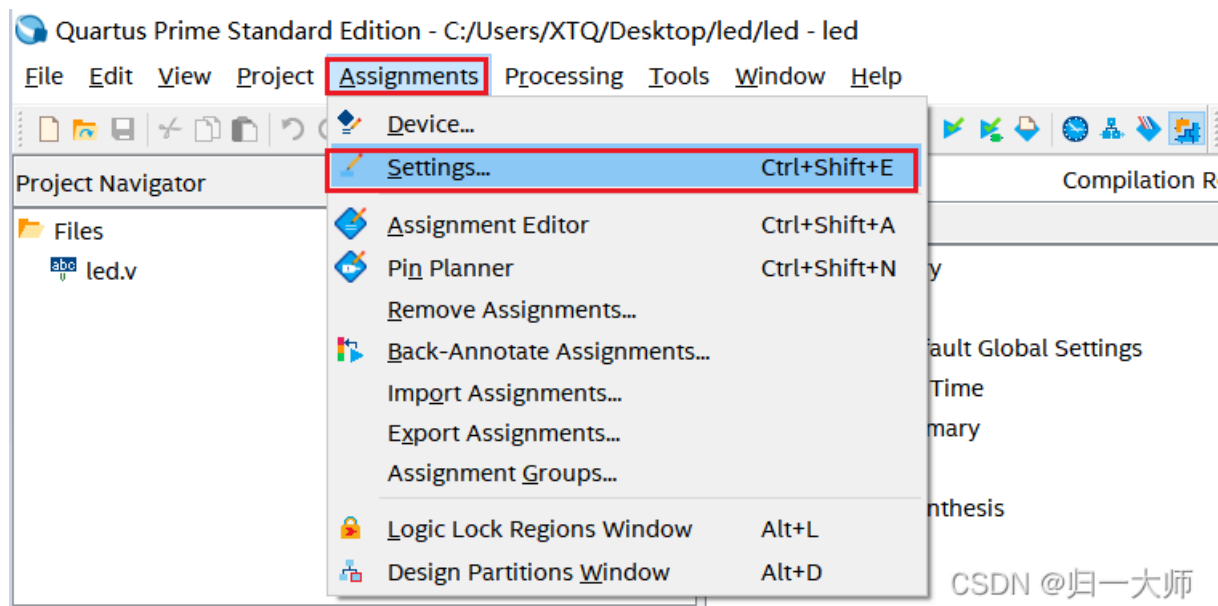 Quartus Prime Standard Edition - C:/Users/XTQ/Desktop/led/led - led
File Edit View Project Assignments Processing Tools Window Help
Device...
Settings... Ctrl+Shift+E
Project Navigator
Compilation R
Files
Assignment Editor Ctrl+Shift+A
abc led.v
Pin Planner Ctrl+Shift+N
y
Remove Assignments...
Back-Annotate Assignments...
ault Global Settings
Import Assignments...
Time
Export Assignments...
mary
Assignment Groups...
nthesis
Logic Lock Regions Window Alt+L
Design Partitions Window Alt+D
CSDN @归一大师